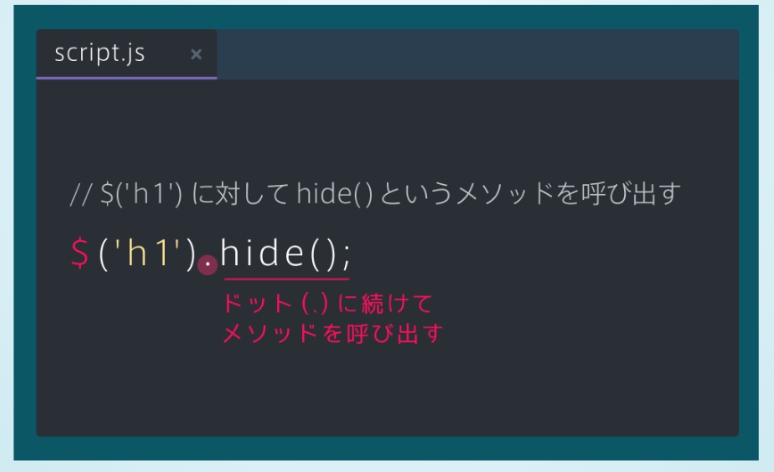 script.js ×
// $('h1') に対して hide() というメソッドを呼び出す
$('h1').hide();
ドット (.) に続けて
メソッドを呼び出す